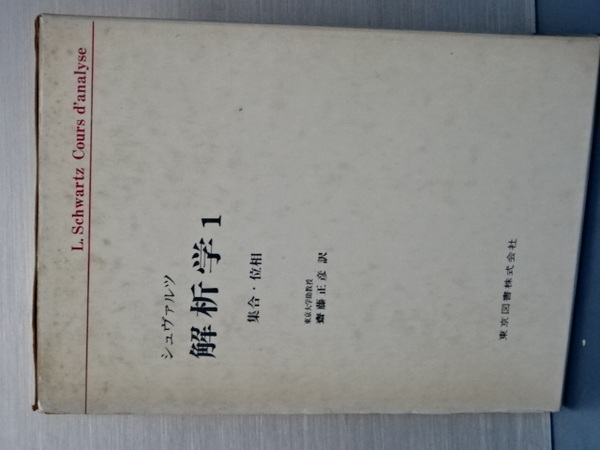 L. Schwartz Cours d'analyse
シュヴァルツ
解析学 1
集合・位相
東京大学助教授
齋藤正彦 訳
東京図書株式会社